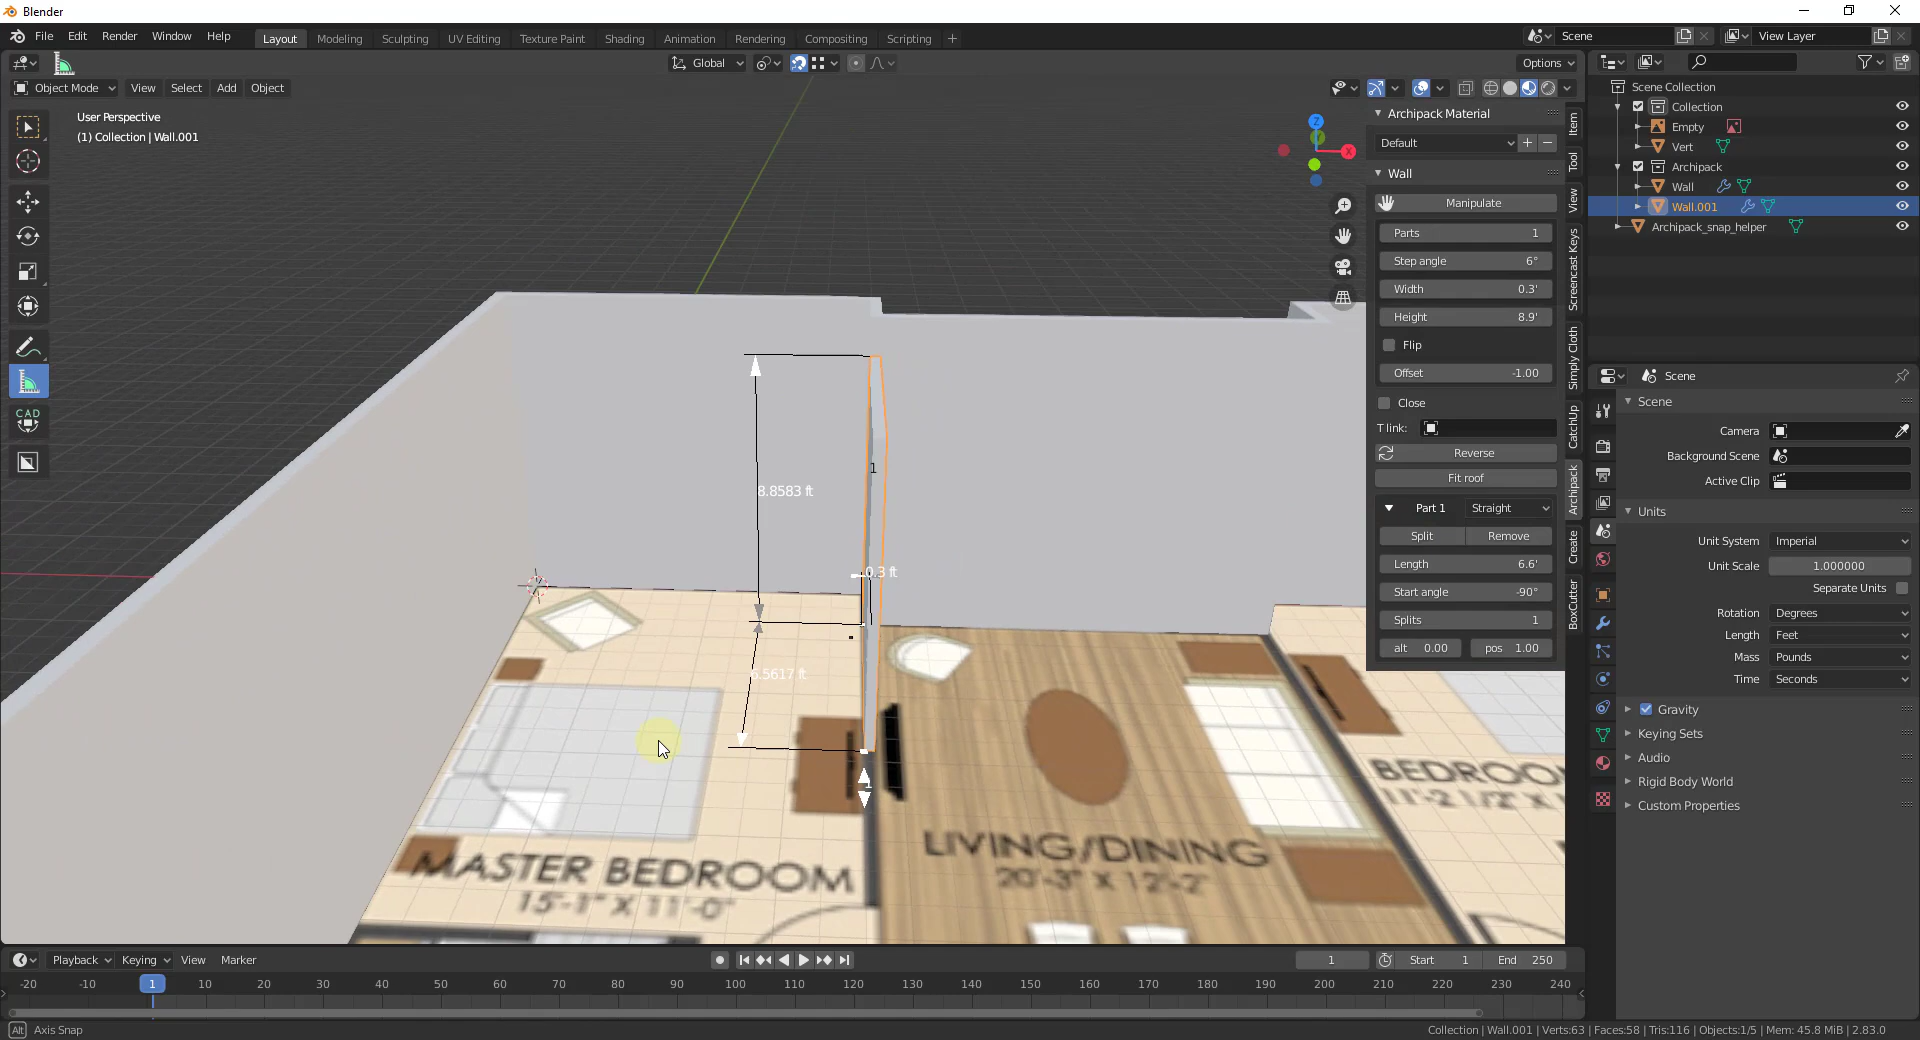 Blender
File Edit Render Window Help
Layout Modeling Sculpting UV Editing Texture Paint Shading Animation Rendering Compositing Scripting +
Scene
View Layer
Global
Options
Object Mode View Select Add Object
User Perspective
(1) Collection | Wall.001
CAD
Z
X
8.8583 ft
1
0.3 ft
6.5617 ft
1
MASTER BEDROOM
15'-1" X 11'-0"
LIVING/DINING
20'-3" X 12'-2"
BEDROOM
11'-2 1/2" X
Archipack Material
Default
Wall
Manipulate
Parts 1
Step angle 6°
Width 0.3'
Height 8.9'
Flip
Offset -1.00
Close
T link:
Reverse
Fit roof
Part 1 Straight
Split Remove
Length 6.6'
Start angle -90°
Splits 1
alt 0.00 pos 1.00
Item
Tool
View
Screencast Keys
Simply Cloth
CatchUp
Archipack
Create
BoxCutter
Scene Collection
Collection
Empty
Vert
Archipack
Wall
Wall.001
Archipack_snap_helper
Scene
Scene
Camera
Background Scene
Active Clip
Units
Unit System Imperial
Unit Scale 1.000000
Separate Units
Rotation Degrees
Length Feet
Mass Pounds
Time Seconds
Gravity
Keying Sets
Audio
Rigid Body World
Custom Properties
Playback Keying View Marker
1 Start 1 End 250
-20 -10 1 10 20 30 40 50 60 70 80 90 100 110 120 130 140 150 160 170 180 190 200 210 220 230 240
Alt Axis Snap
Collection | Wall.001 | Verts:63 | Faces:58 | Tris:116 | Objects:1/5 | Mem: 45.8 MiB | 2.83.0